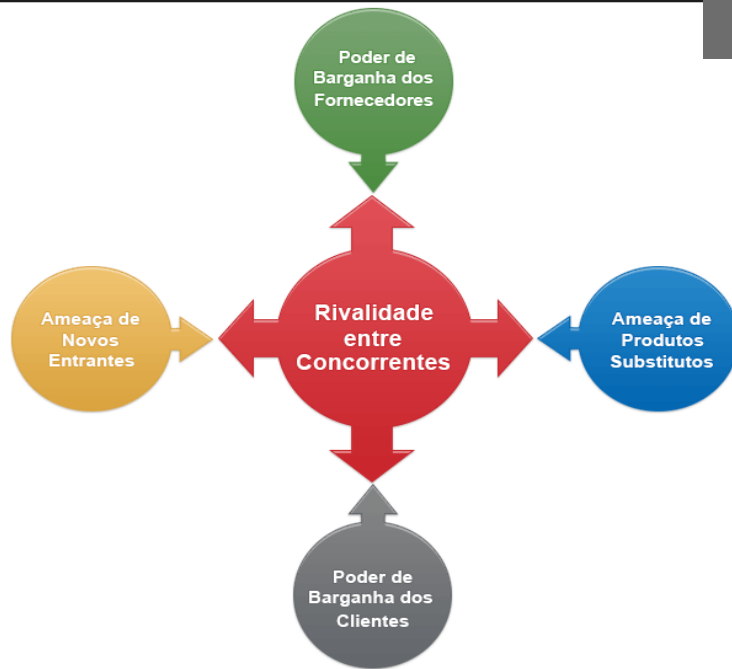 Poder de
Barganha dos
Fornecedores
Ameaça de
Novos
Entrantes
Rivalidade
entre
Concorrentes
Ameaça de
Produtos
Substitutos
Poder de
Barganha dos
Clientes